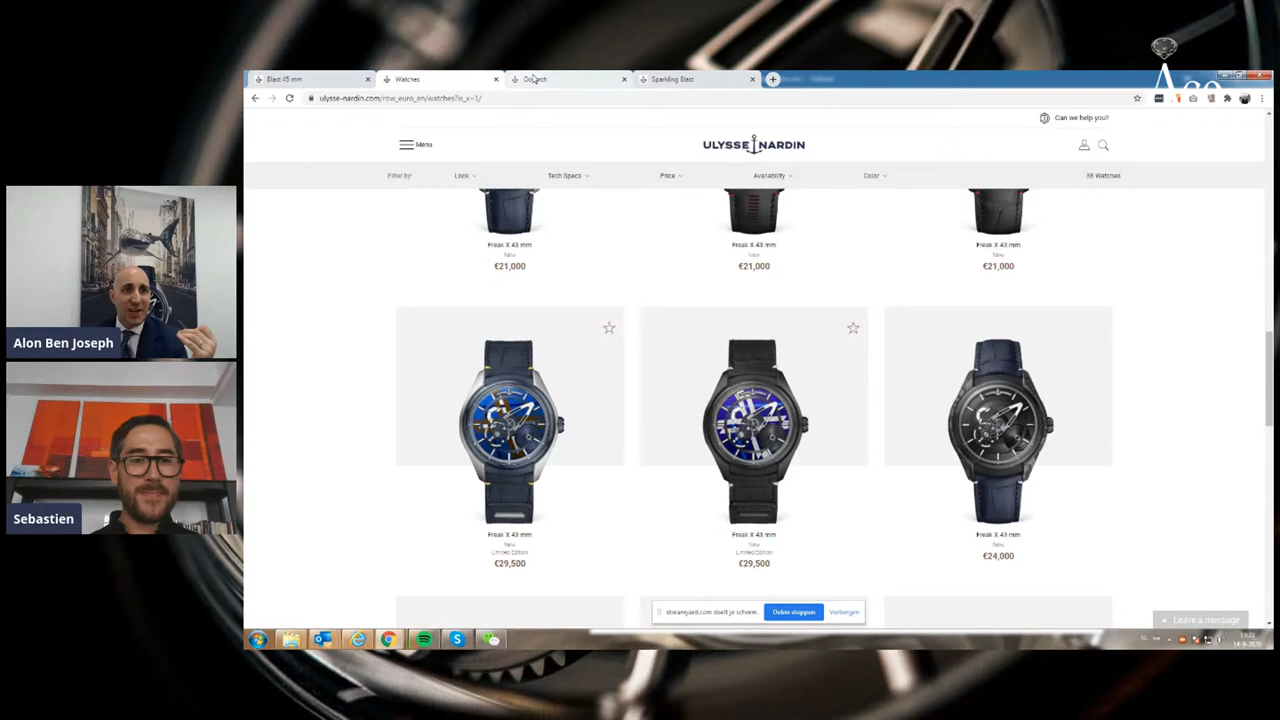 Blast 45 mm
Watches
Sparkling Blast
ulysse-nardin.com/row_euro_en/watches?is_x=1/
Can we help you?
Menu
ULYSSE NARDIN
Filter by:
Look
Tech Specs
Price
Availability
Color
38 Watches
Freak X 43 mm
New
€21,000
Freak X 43 mm
New
€21,000
Freak X 43 mm
New
€21,000
Freak X 43 mm
New
Limited Edition
€29,500
Freak X 43 mm
New
Limited Edition
€29,500
Freak X 43 mm
New
€24,000
streamyard.com deelt je scherm.
Delen stoppen
Verbergen
Leave a message
14-9-2020
Alon Ben Joseph
Sebastien